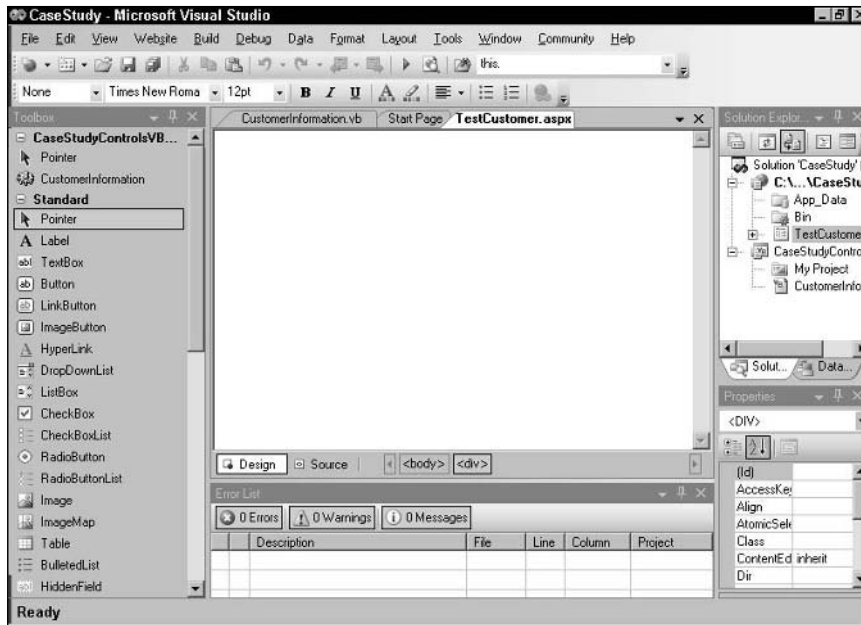 CaseStudy - Microsoft Visual Studio
File Edit View Website Build Debug Data Format Layout Tools Window Community Help
this.
None Times New Roma 12pt B I U A
Toolbox
CaseStudyControlsVB...
Pointer
CustomerInformation
Standard
Pointer
A Label
abl TextBox
ab Button
ab LinkButton
ImageButton
A HyperLink
DropDownList
ListBox
CheckBox
CheckBoxList
RadioButton
RadioButtonList
Image
ImageMap
Table
BulletedList
HiddenField
CustomerInformation.vb Start Page TestCustomer.aspx
Design Source <body> <div>
Error List
0 Errors 0 Warnings 0 Messages
Description File Line Column Project
Solution Explor...
Solution 'CaseStudy'
C:\...\CaseStu
App_Data
Bin
TestCustome
CaseStudyContro
My Project
CustomerInfo
Solut... Data...
Properties
<DIV>
(Id)
AccessKey
Align
AtomicSele
Class
ContentEd inherit
Dir
Ready